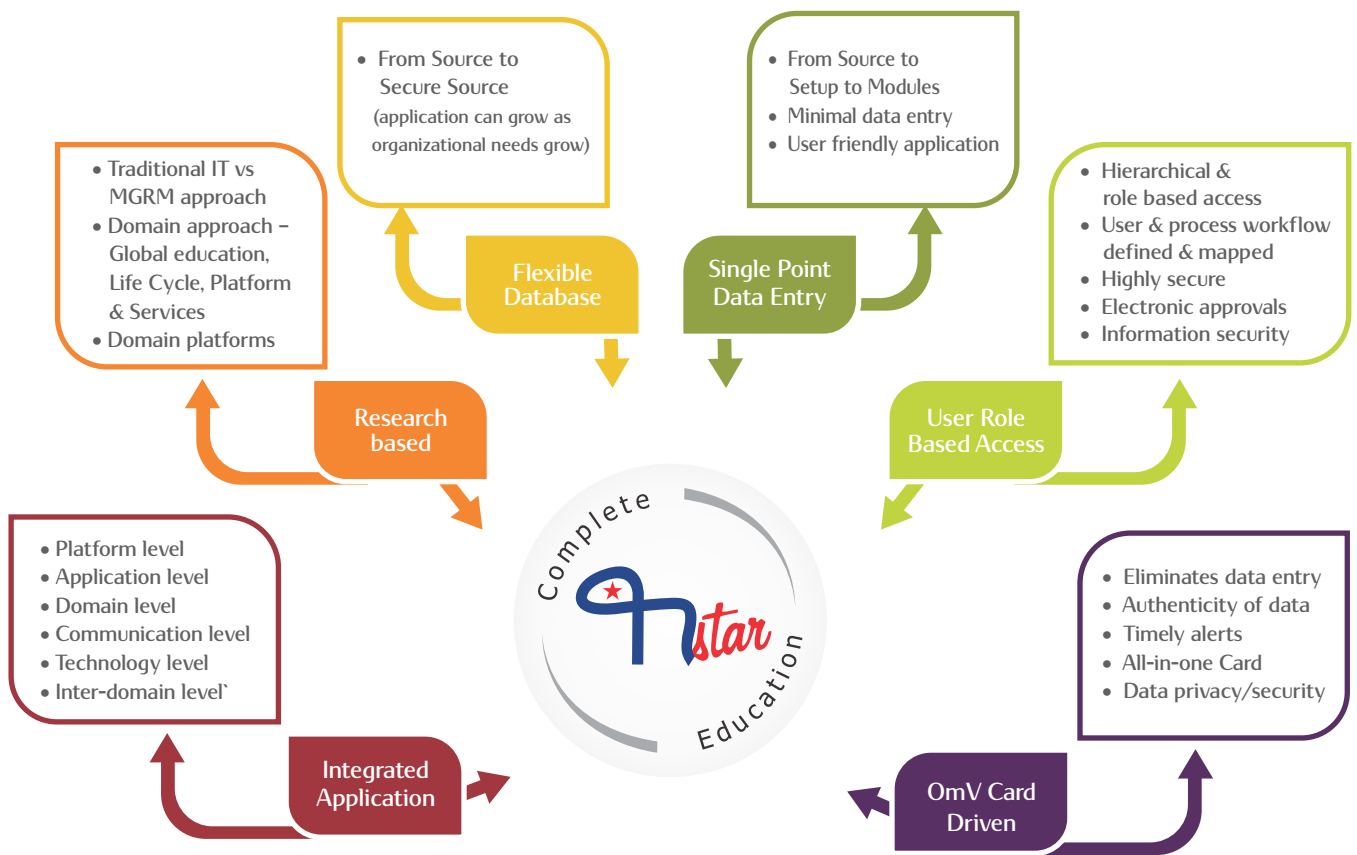 • From Source to
Secure Source
(application can grow as
organizational needs grow)
Flexible
Database
• From Source to
Setup to Modules
• Minimal data entry
• User friendly application
Single Point
Data Entry
• Traditional IT vs
MGRM approach
• Domain approach –
Global education,
Life Cycle, Platform
& Services
• Domain platforms
Research
based
• Hierarchical &
role based access
• User & process workflow
defined & mapped
• Highly secure
• Electronic approvals
• Information security
User Role
Based Access
• Platform level
• Application level
• Domain level
• Communication level
• Technology level
• Inter-domain level`
Integrated
Application
Complete
star
Education
• Eliminates data entry
• Authenticity of data
• Timely alerts
• All-in-one Card
• Data privacy/security
OmV Card
Driven